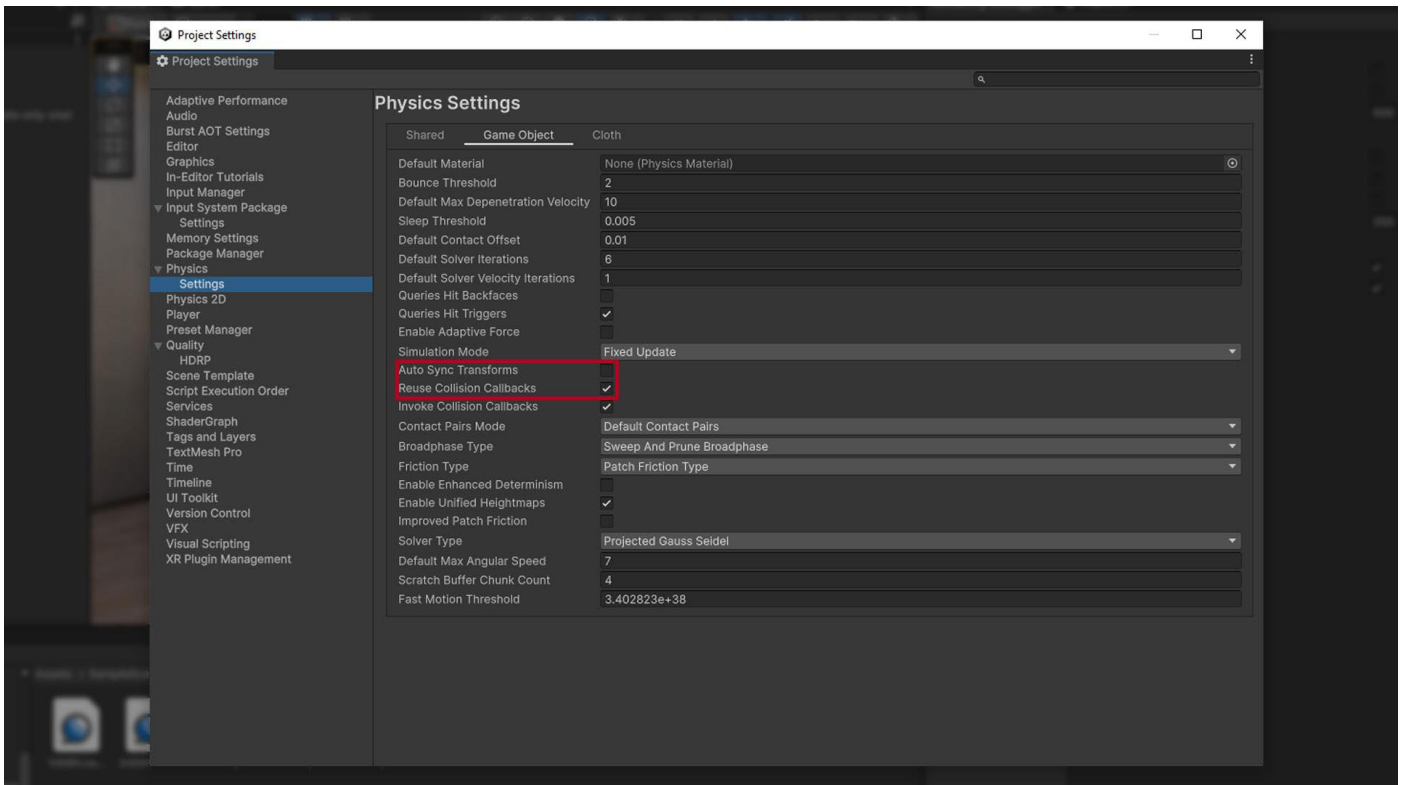 Project Settings
Project Settings
Adaptive Performance
Audio
Burst AOT Settings
Editor
Graphics
In-Editor Tutorials
Input Manager
Input System Package
Settings
Memory Settings
Package Manager
Physics
Settings
Physics 2D
Player
Preset Manager
Quality
HDRP
Scene Template
Script Execution Order
Services
ShaderGraph
Tags and Layers
TextMesh Pro
Time
Timeline
UI Toolkit
Version Control
VFX
Visual Scripting
XR Plugin Management
Physics Settings
Shared Game Object Cloth
Default Material None (Physics Material)
Bounce Threshold 2
Default Max Depenetration Velocity 10
Sleep Threshold 0.005
Default Contact Offset 0.01
Default Solver Iterations 6
Default Solver Velocity Iterations 1
Queries Hit Backfaces
Queries Hit Triggers
Enable Adaptive Force
Simulation Mode Fixed Update
Auto Sync Transforms
Reuse Collision Callbacks
Invoke Collision Callbacks
Contact Pairs Mode Default Contact Pairs
Broadphase Type Sweep And Prune Broadphase
Friction Type Patch Friction Type
Enable Enhanced Determinism
Enable Unified Heightmaps
Improved Patch Friction
Solver Type Projected Gauss Seidel
Default Max Angular Speed 7
Scratch Buffer Chunk Count 4
Fast Motion Threshold 3.402823e+38